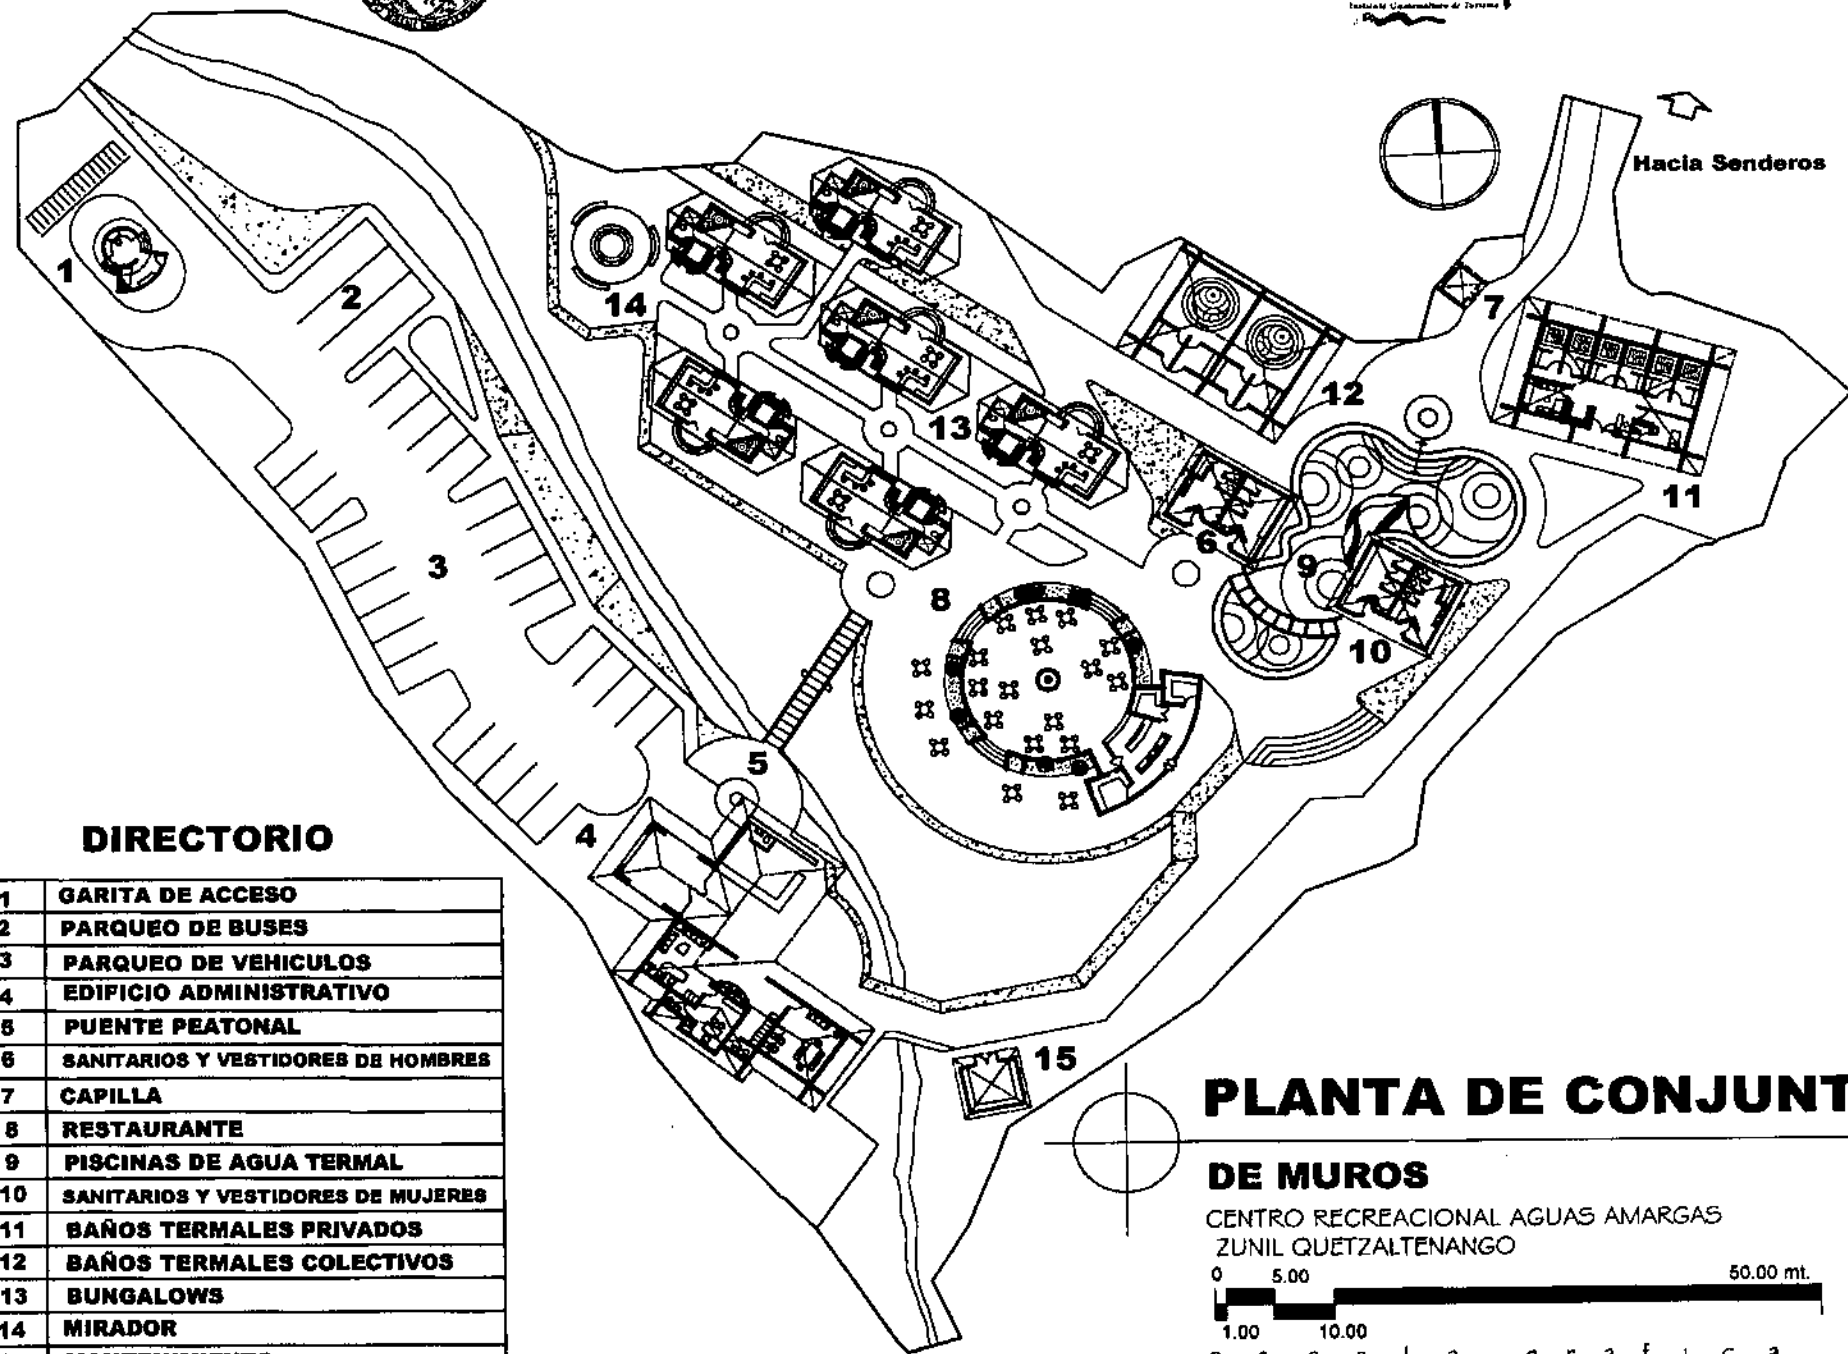 Instituto Guatemalteco de Turismo
Hacia Senderos
1
2
14
7
12
13
11
3
6
9
8
10
5
4
15
DIRECTORIO
1 GARITA DE ACCESO
2 PARQUEO DE BUSES
3 PARQUEO DE VEHICULOS
4 EDIFICIO ADMINISTRATIVO
5 PUENTE PEATONAL
6 SANITARIOS Y VESTIDORES DE HOMBRES
7 CAPILLA
8 RESTAURANTE
9 PISCINAS DE AGUA TERMAL
10 SANITARIOS Y VESTIDORES DE MUJERES
11 BAÑOS TERMALES PRIVADOS
12 BAÑOS TERMALES COLECTIVOS
13 BUNGALOWS
14 MIRADOR
PLANTA DE CONJUNT
DE MUROS
CENTRO RECREACIONAL AGUAS AMARGAS
ZUNIL QUETZALTENANGO
0 5.00 50.00 mt.
1.00 10.00